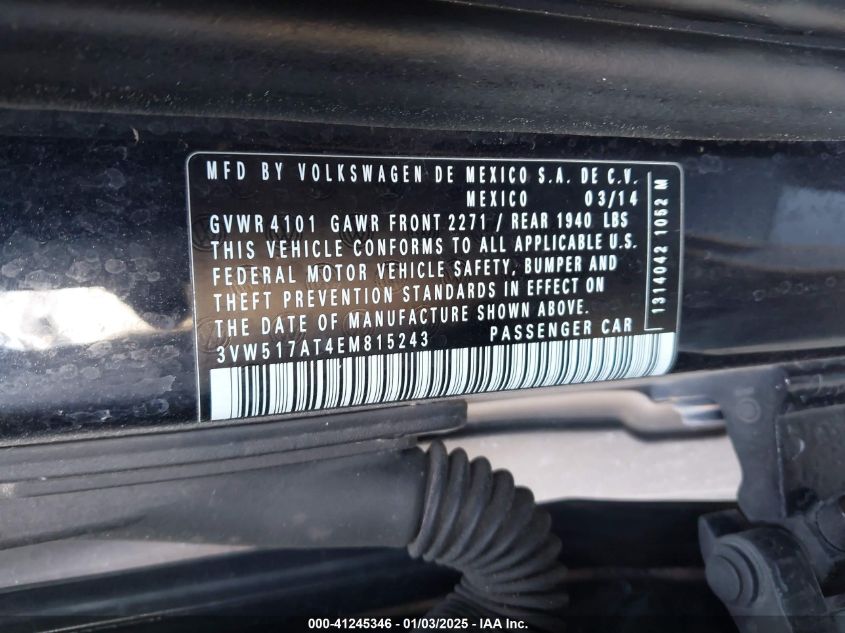 MFD BY VOLKSWAGEN DE MEXICO S.A. DE C.V.
MEXICO 03/14
GVWR 4101 GAWR FRONT 2271 / REAR 1940 LBS
THIS VEHICLE CONFORMS TO ALL APPLICABLE U.S.
FEDERAL MOTOR VEHICLE SAFETY, BUMPER AND
THEFT PREVENTION STANDARDS IN EFFECT ON
THE DATE OF MANUFACTURE SHOWN ABOVE.
3VW517AT4EM815243 PASSENGER CAR
1314042 1052 M
000-41245346 - 01/03/2025 - IAA Inc.